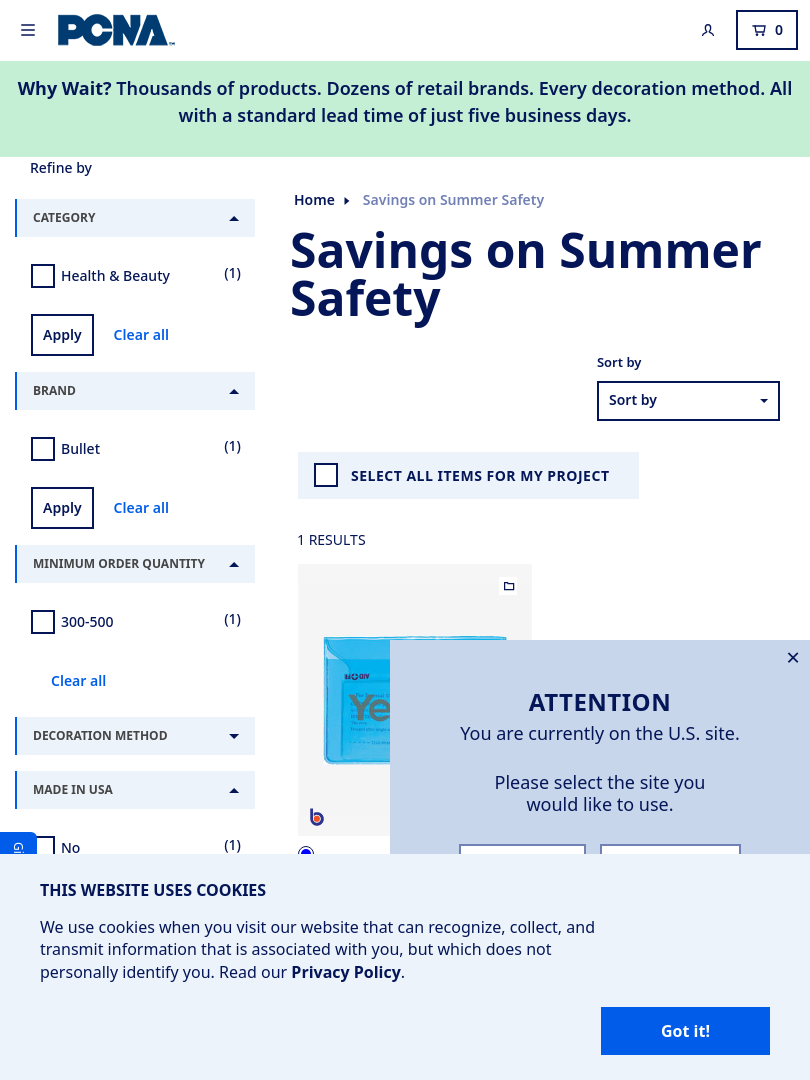 PCNA
0
Why Wait? Thousands of products. Dozens of retail brands. Every decoration method. All
with a standard lead time of just five business days.
Refine by
CATEGORY
Health & Beauty (1)
Apply Clear all
BRAND
Bullet (1)
Apply Clear all
MINIMUM ORDER QUANTITY
300-500 (1)
Clear all
DECORATION METHOD
MADE IN USA
No (1)
Home Savings on Summer Safety
Savings on Summer
Safety
Sort by
Sort by
SELECT ALL ITEMS FOR MY PROJECT
1 RESULTS
Ye
b
ATTENTION
You are currently on the U.S. site.
Please select the site you
would like to use.
THIS WEBSITE USES COOKIES
We use cookies when you visit our website that can recognize, collect, and
transmit information that is associated with you, but which does not
personally identify you. Read our Privacy Policy.
Got it!